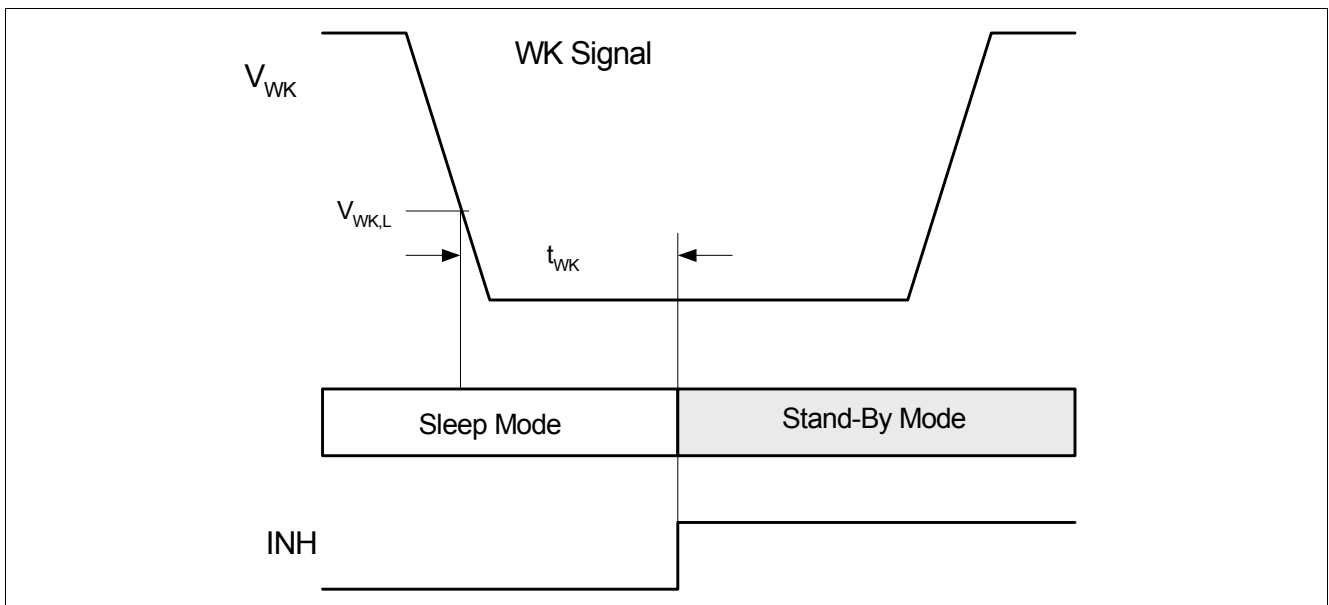 WK Signal
V_WK
V_WK,L
t_WK
Sleep Mode
Stand-By Mode
INH